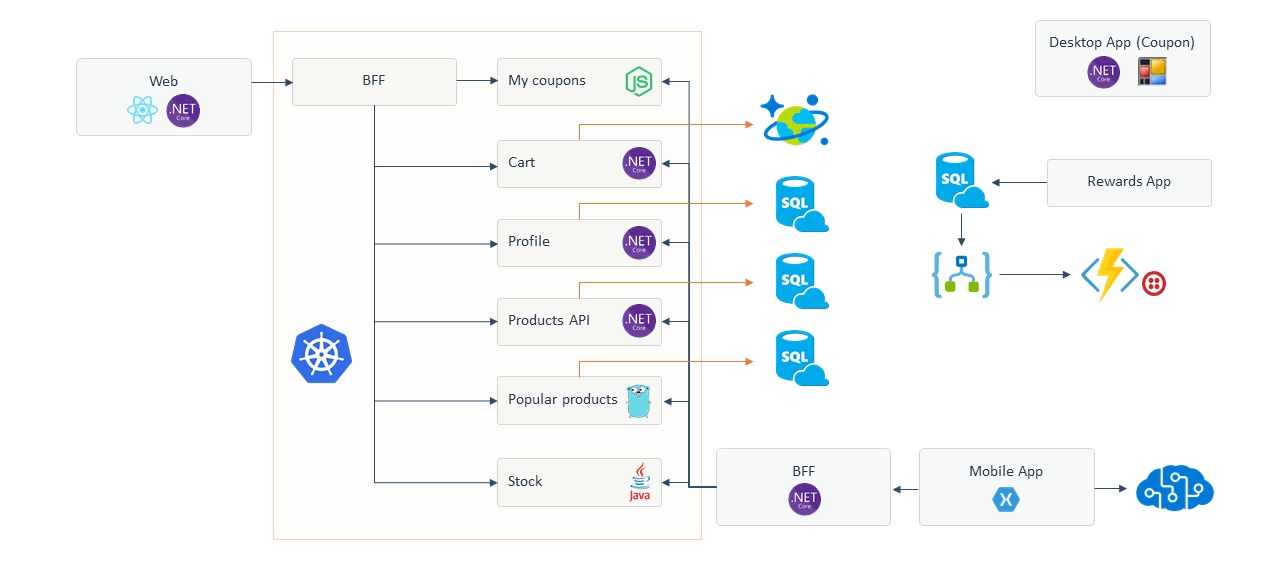 Desktop App (Coupon)
.NET
Core
Web
.NET
Core
BFF
My coupons
JS
Cart
.NET
Core
SQL
Rewards App
Profile
.NET
Core
SQL
Products API
.NET
Core
SQL
Popular products
SQL
Stock
Java
BFF
.NET
Core
Mobile App
X